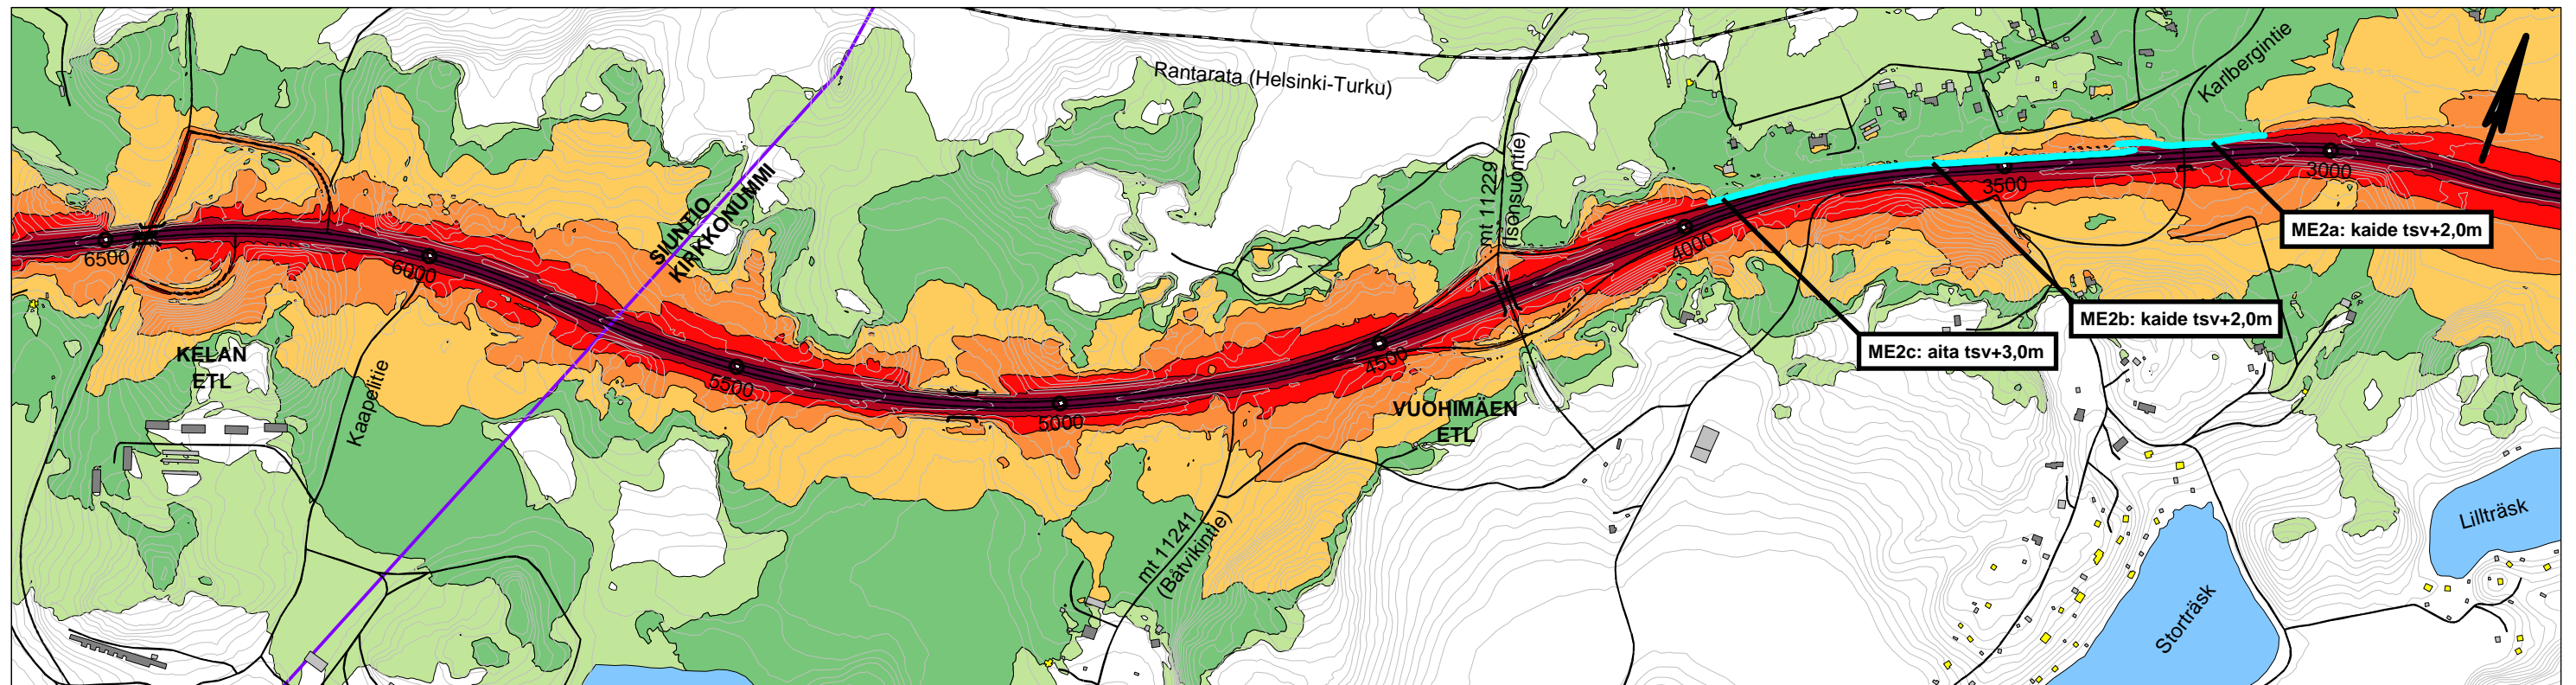 Rantarata (Helsinki-Turku)
Karlbergintie
mt 11229
(Isonsuontie)
SIUNTIO
KIRKKONUMMI
6500
6000
5500
5000
4500
4000
3500
3000
ME2a: kaide tsv+2,0m
ME2b: kaide tsv+2,0m
ME2c: aita tsv+3,0m
KELAN
ETL
Kaapelitie
VUOHIMÄEN
ETL
mt 11241
(Båtvikintie)
Lillträsk
Storträsk